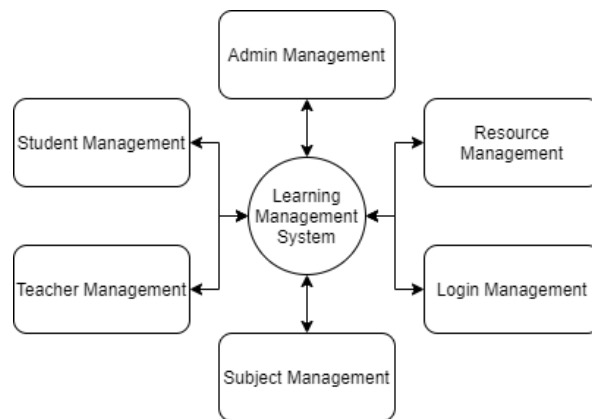 Admin Management
Student Management
Resource
Management
Learning
Management
System
Teacher Management
Login Management
Subject Management